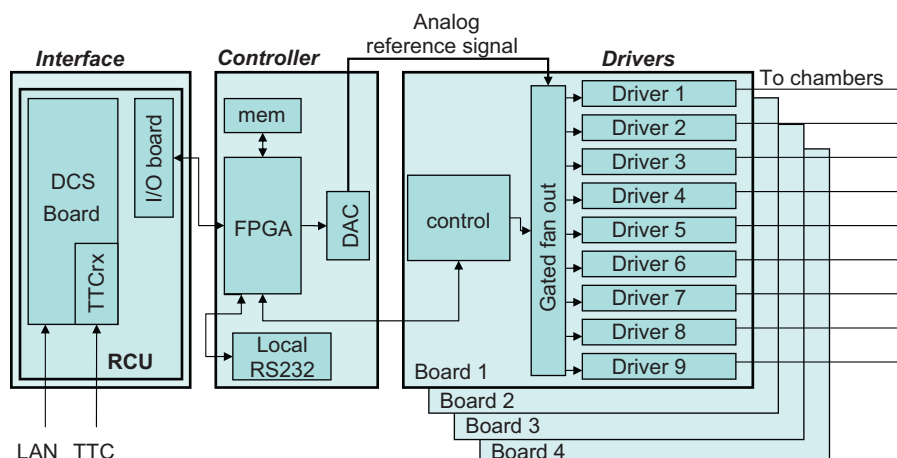 Analog
reference signal
Interface
Controller
Drivers
To chambers
DCS
Board
I/O board
TTCrx
RCU
mem
FPGA
DAC
Local
RS232
control
Gated fan out
Driver 1
Driver 2
Driver 3
Driver 4
Driver 5
Driver 6
Driver 7
Driver 8
Driver 9
Board 1
Board 2
Board 3
Board 4
LAN
TTC